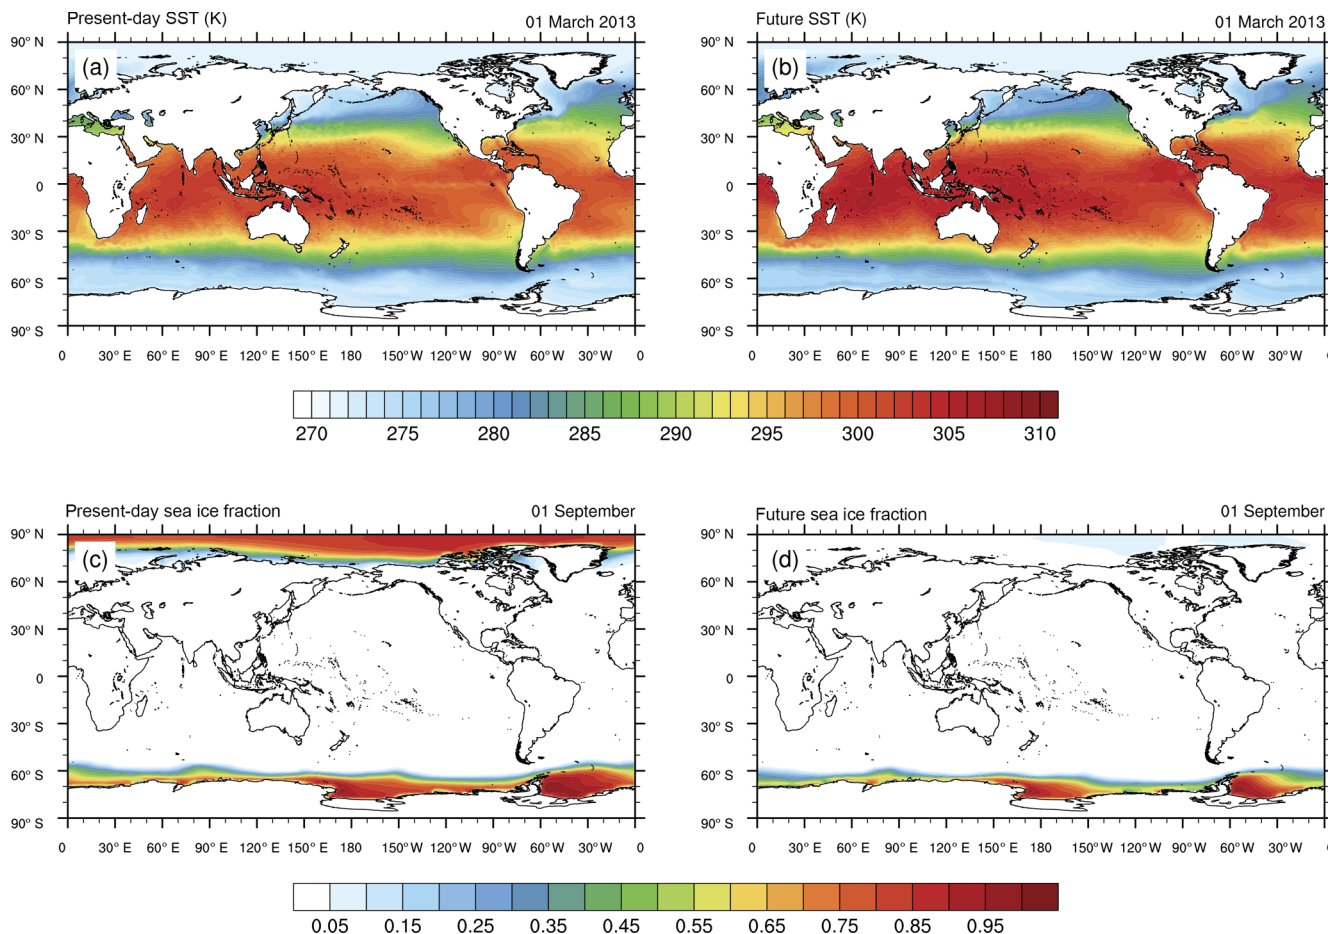 Present-day SST (K) 01 March 2013
Future SST (K) 01 March 2013
(a)
(b)
90° N
60° N
30° N
0
30° S
60° S
90° S
0 30° E 60° E 90° E 120° E 150° E 180 150° W 120° W 90° W 60° W 30° W 0
90° N
60° N
30° N
0
30° S
60° S
90° S
0 30° E 60° E 90° E 120° E 150° E 180 150° W 120° W 90° W 60° W 30° W 0
270 275 280 285 290 295 300 305 310
Present-day sea ice fraction 01 September
Future sea ice fraction 01 September
(c)
(d)
90° N
60° N
30° N
0
30° S
60° S
90° S
0 30° E 60° E 90° E 120° E 150° E 180 150° W 120° W 90° W 60° W 30° W 0
90° N
60° N
30° N
0
30° S
60° S
90° S
0 30° E 60° E 90° E 120° E 150° E 180 150° W 120° W 90° W 60° W 30° W 0
0.05 0.15 0.25 0.35 0.45 0.55 0.65 0.75 0.85 0.95